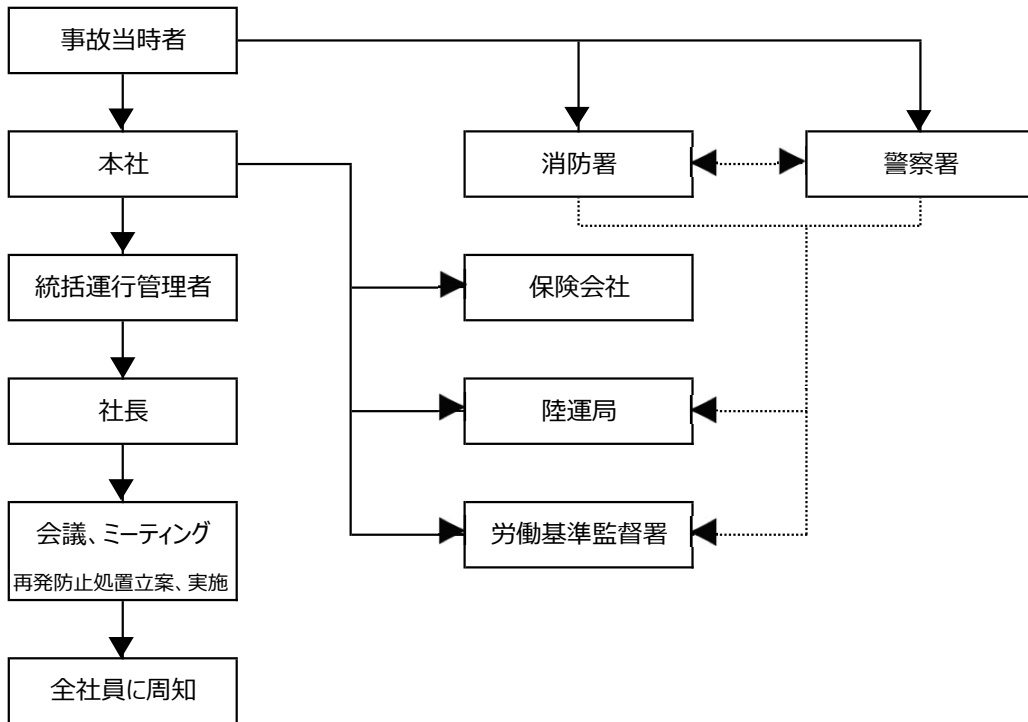 事故当時者
本社
消防署
警察署
統括運行管理者
保険会社
社長
陸運局
会議、ミーティング
再発防止処置立案、実施
労働基準監督署
全社員に周知